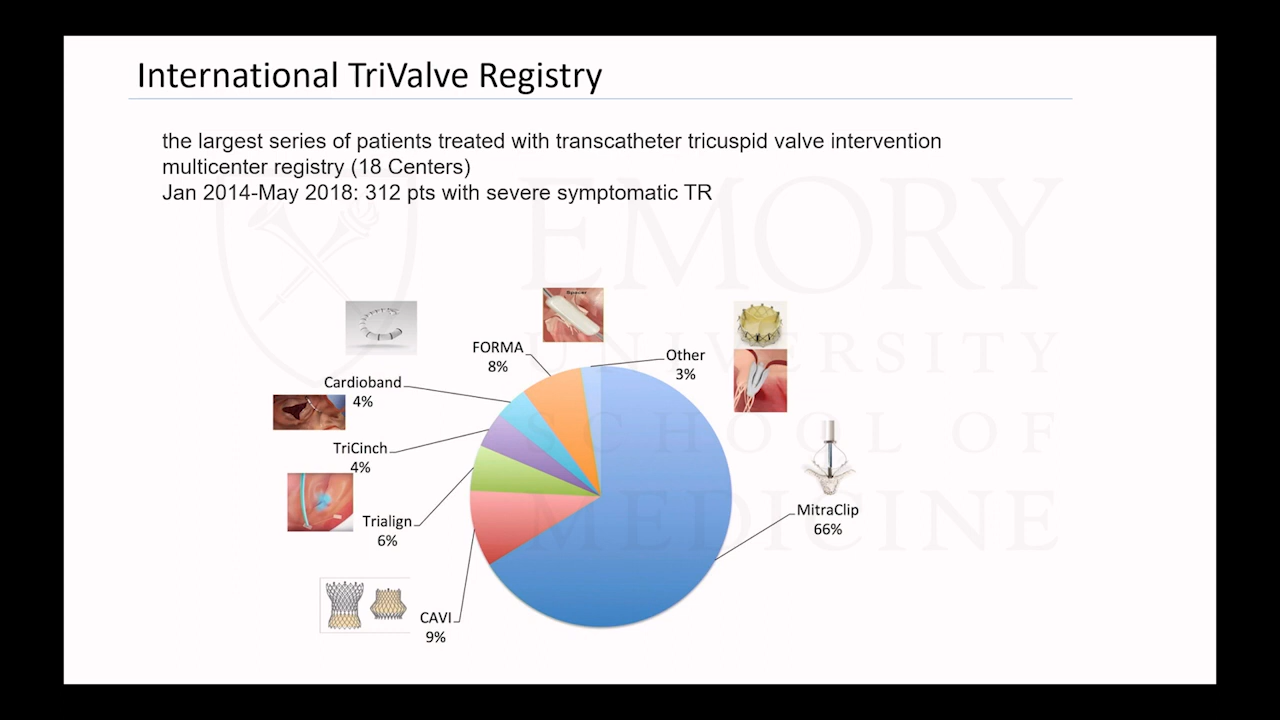 International TriValve Registry
the largest series of patients treated with transcatheter tricuspid valve intervention
multicenter registry (18 Centers)
Jan 2014-May 2018: 312 pts with severe symptomatic TR
EMORY
UNIVERSITY
SCHOOL OF
MEDICINE
FORMA
8%
Other
3%
Cardioband
4%
TriCinch
4%
Trialign
6%
CAVI
9%
MitraClip
66%